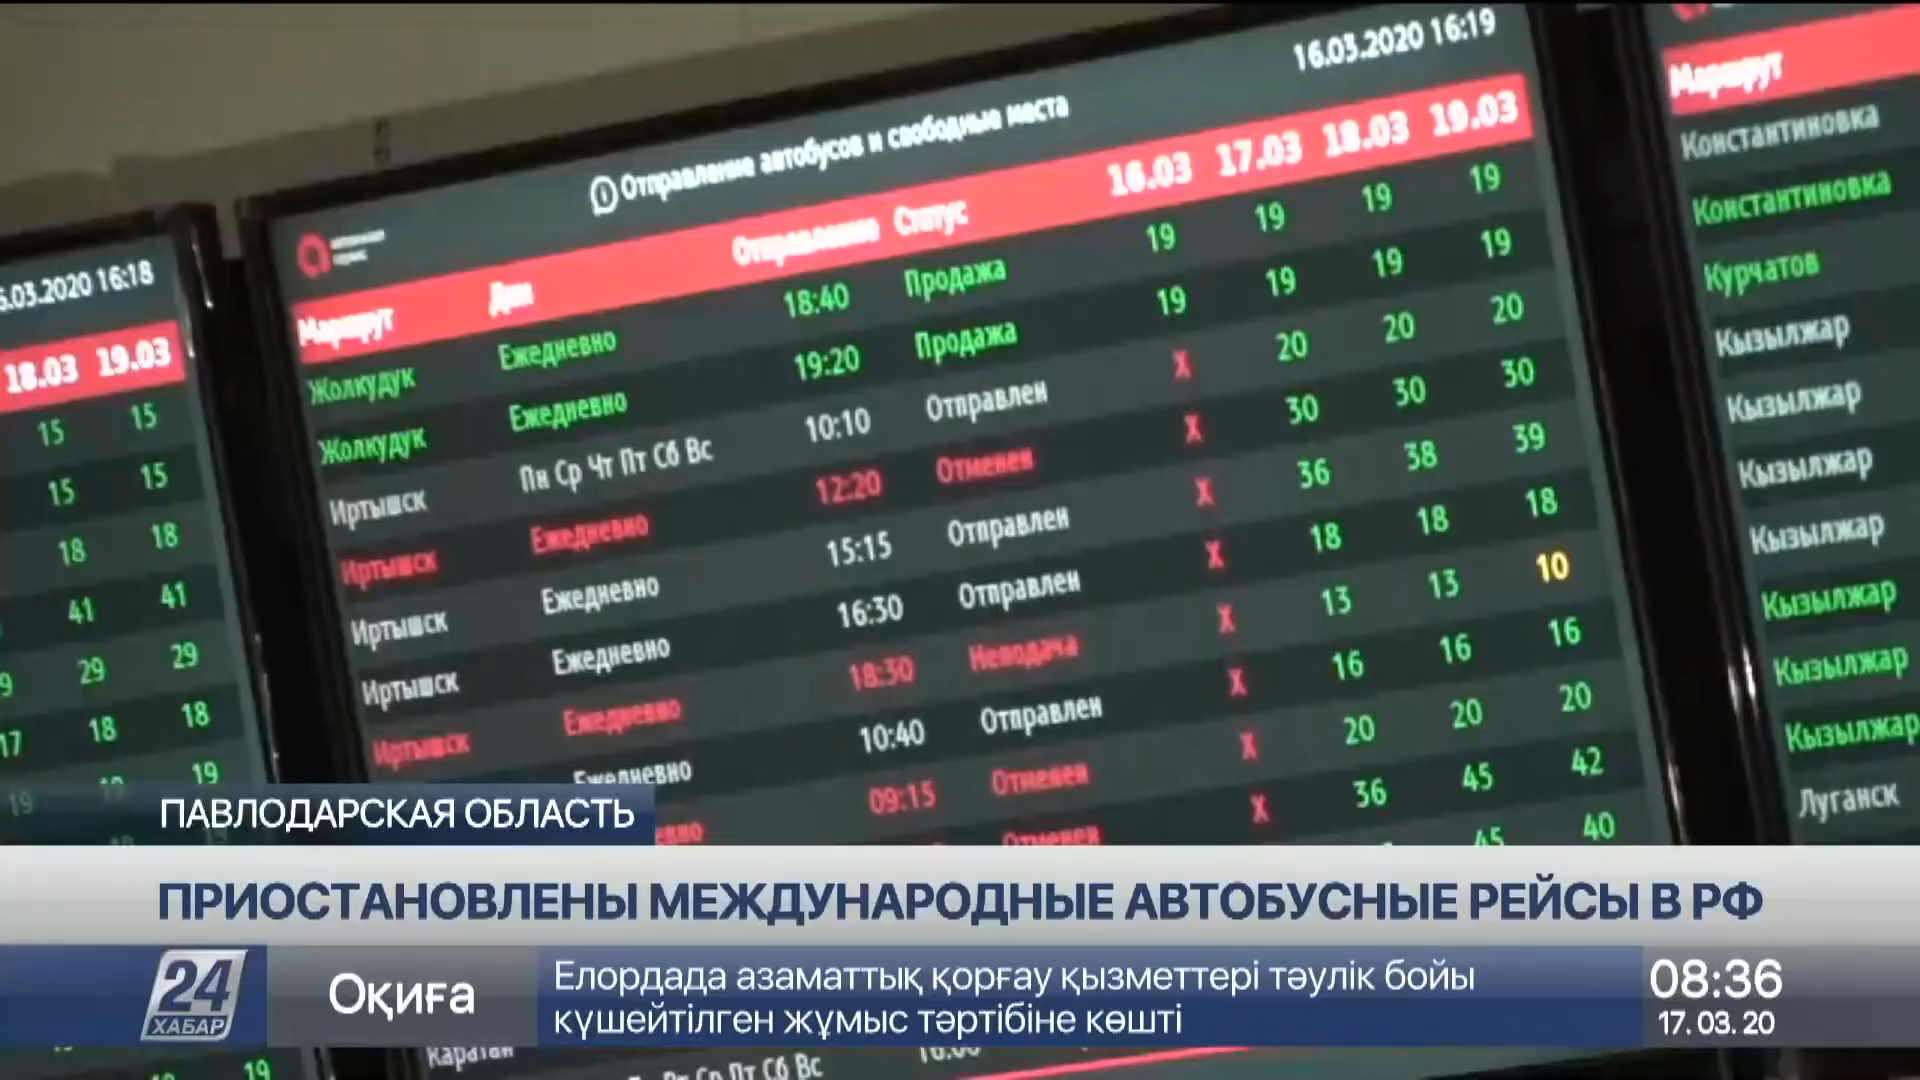 16.03.2020 16:19
Отправление автобусов и свободные места
Маршрут Дни Отправление Статус 16.03 17.03 18.03 19.03
Жолкудук Ежедневно 18:40 Продажа 19 19 19 19
Жолкудук Ежедневно 19:20 Продажа 19 19 19 19
Иртышск Пн Ср Чт Пт Сб Вс 10:10 Отправлен X 20 20 20
Иртышск Ежедневно 12:20 Отменен X 30 30 30
Иртышск Ежедневно 15:15 Отправлен X 36 38 39
Иртышск Ежедневно 16:30 Отправлен X 18 18 18
Иртышск Ежедневно 18:30 Неподача X 13 13 10
Ежедневно 10:40 Отправлен X 16 16 16
09:15 Отменен X 20 20 20
Отменен X 36 45 42
45 40
16:18
18.03 19.03
15 15
15 15
18 18
41 41
29 29
17 18 18
19 19
Маршрут
Константиновка
Константиновка
Курчатов
Кызылжар
Кызылжар
Кызылжар
Кызылжар
Кызылжар
Кызылжар
Кызылжар
Луганск
ПАВЛОДАРСКАЯ ОБЛАСТЬ
ПРИОСТАНОВЛЕНЫ МЕЖДУНАРОДНЫЕ АВТОБУСНЫЕ РЕЙСЫ В РФ
24
ХАБАР
Оқиға
Елордада азаматтық қорғау қызметтері тәулік бойы
күшейтілген жұмыс тәртібіне көшті
08:36
17. 03. 20
19
Пт Сб Вс